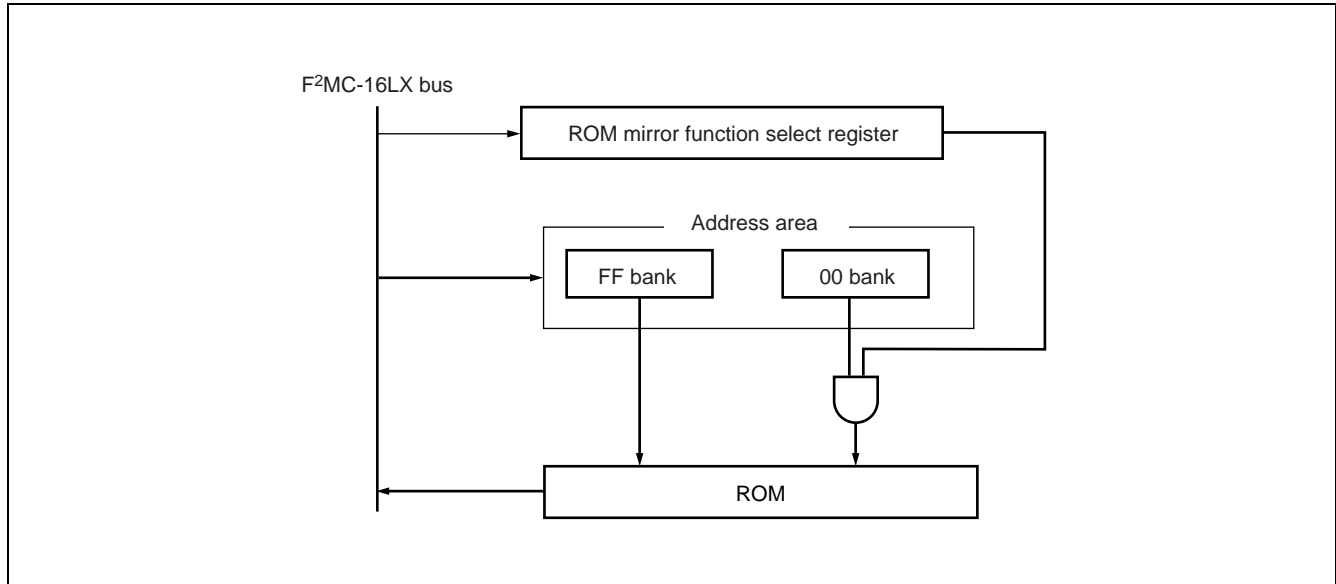 F²MC-16LX bus
ROM mirror function select register
Address area
FF bank
00 bank
ROM